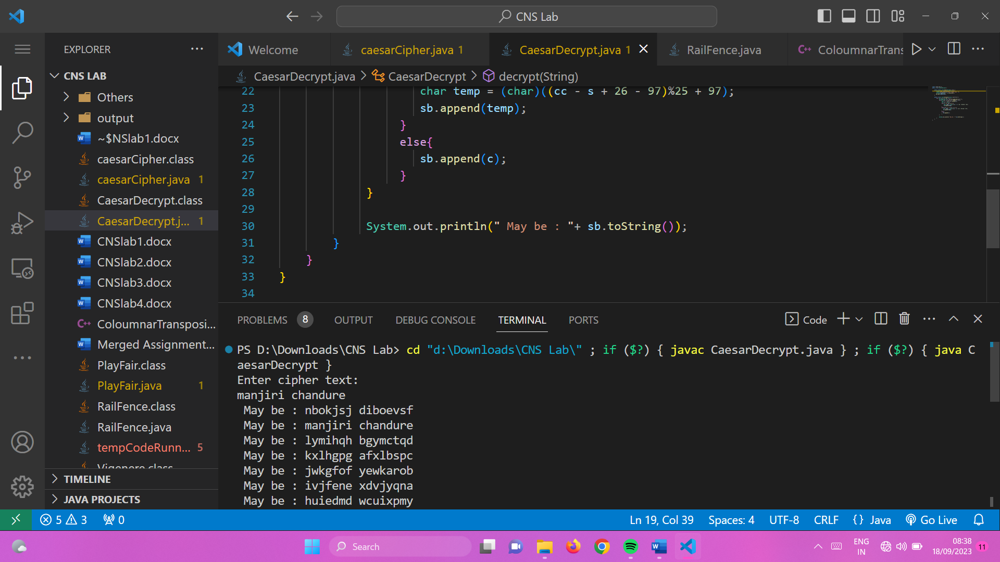 CNS Lab
EXPLORER
Welcome
caesarCipher.java 1
CaesarDecrypt.java 1
RailFence.java
ColoumnarTrans
CNS LAB
CaesarDecrypt.java > CaesarDecrypt > decrypt(String)
Others
output
~$NSlab1.docx
caesarCipher.class
caesarCipher.java 1
CaesarDecrypt.class
CaesarDecrypt.j... 1
CNSlab1.docx
CNSlab2.docx
CNSlab3.docx
CNSlab4.docx
ColoumnarTransposi...
Merged Assignment...
PlayFair.class
PlayFair.java 1
RailFence.class
RailFence.java
tempCodeRunn... 5
Vigenere.class
TIMELINE
JAVA PROJECTS
22 char temp = (char)((cc - s + 26 - 97)%25 + 97);
23 sb.append(temp);
24 }
25 else{
26 sb.append(c);
27 }
28 }
29
30 System.out.println(" May be : "+ sb.toString());
31 }
32 }
33 }
34
PROBLEMS 8 OUTPUT DEBUG CONSOLE TERMINAL PORTS
Code
PS D:\Downloads\CNS Lab> cd "d:\Downloads\CNS Lab\" ; if ($?) { javac CaesarDecrypt.java } ; if ($?) { java C
aesarDecrypt }
Enter cipher text:
manjiri chandure
May be : nbokjsj diboevsf
May be : manjiri chandure
May be : lymihqh bgymctqd
May be : kxlhgpg afxlbspc
May be : jwkgfof yewkarob
May be : ivjfene xdvjyqna
May be : huiedmd wcuixpmy
5 3 0
Ln 19, Col 39 Spaces: 4 UTF-8 CRLF {} Java Go Live
Search
ENG
IN
08:38
18/09/2023
11